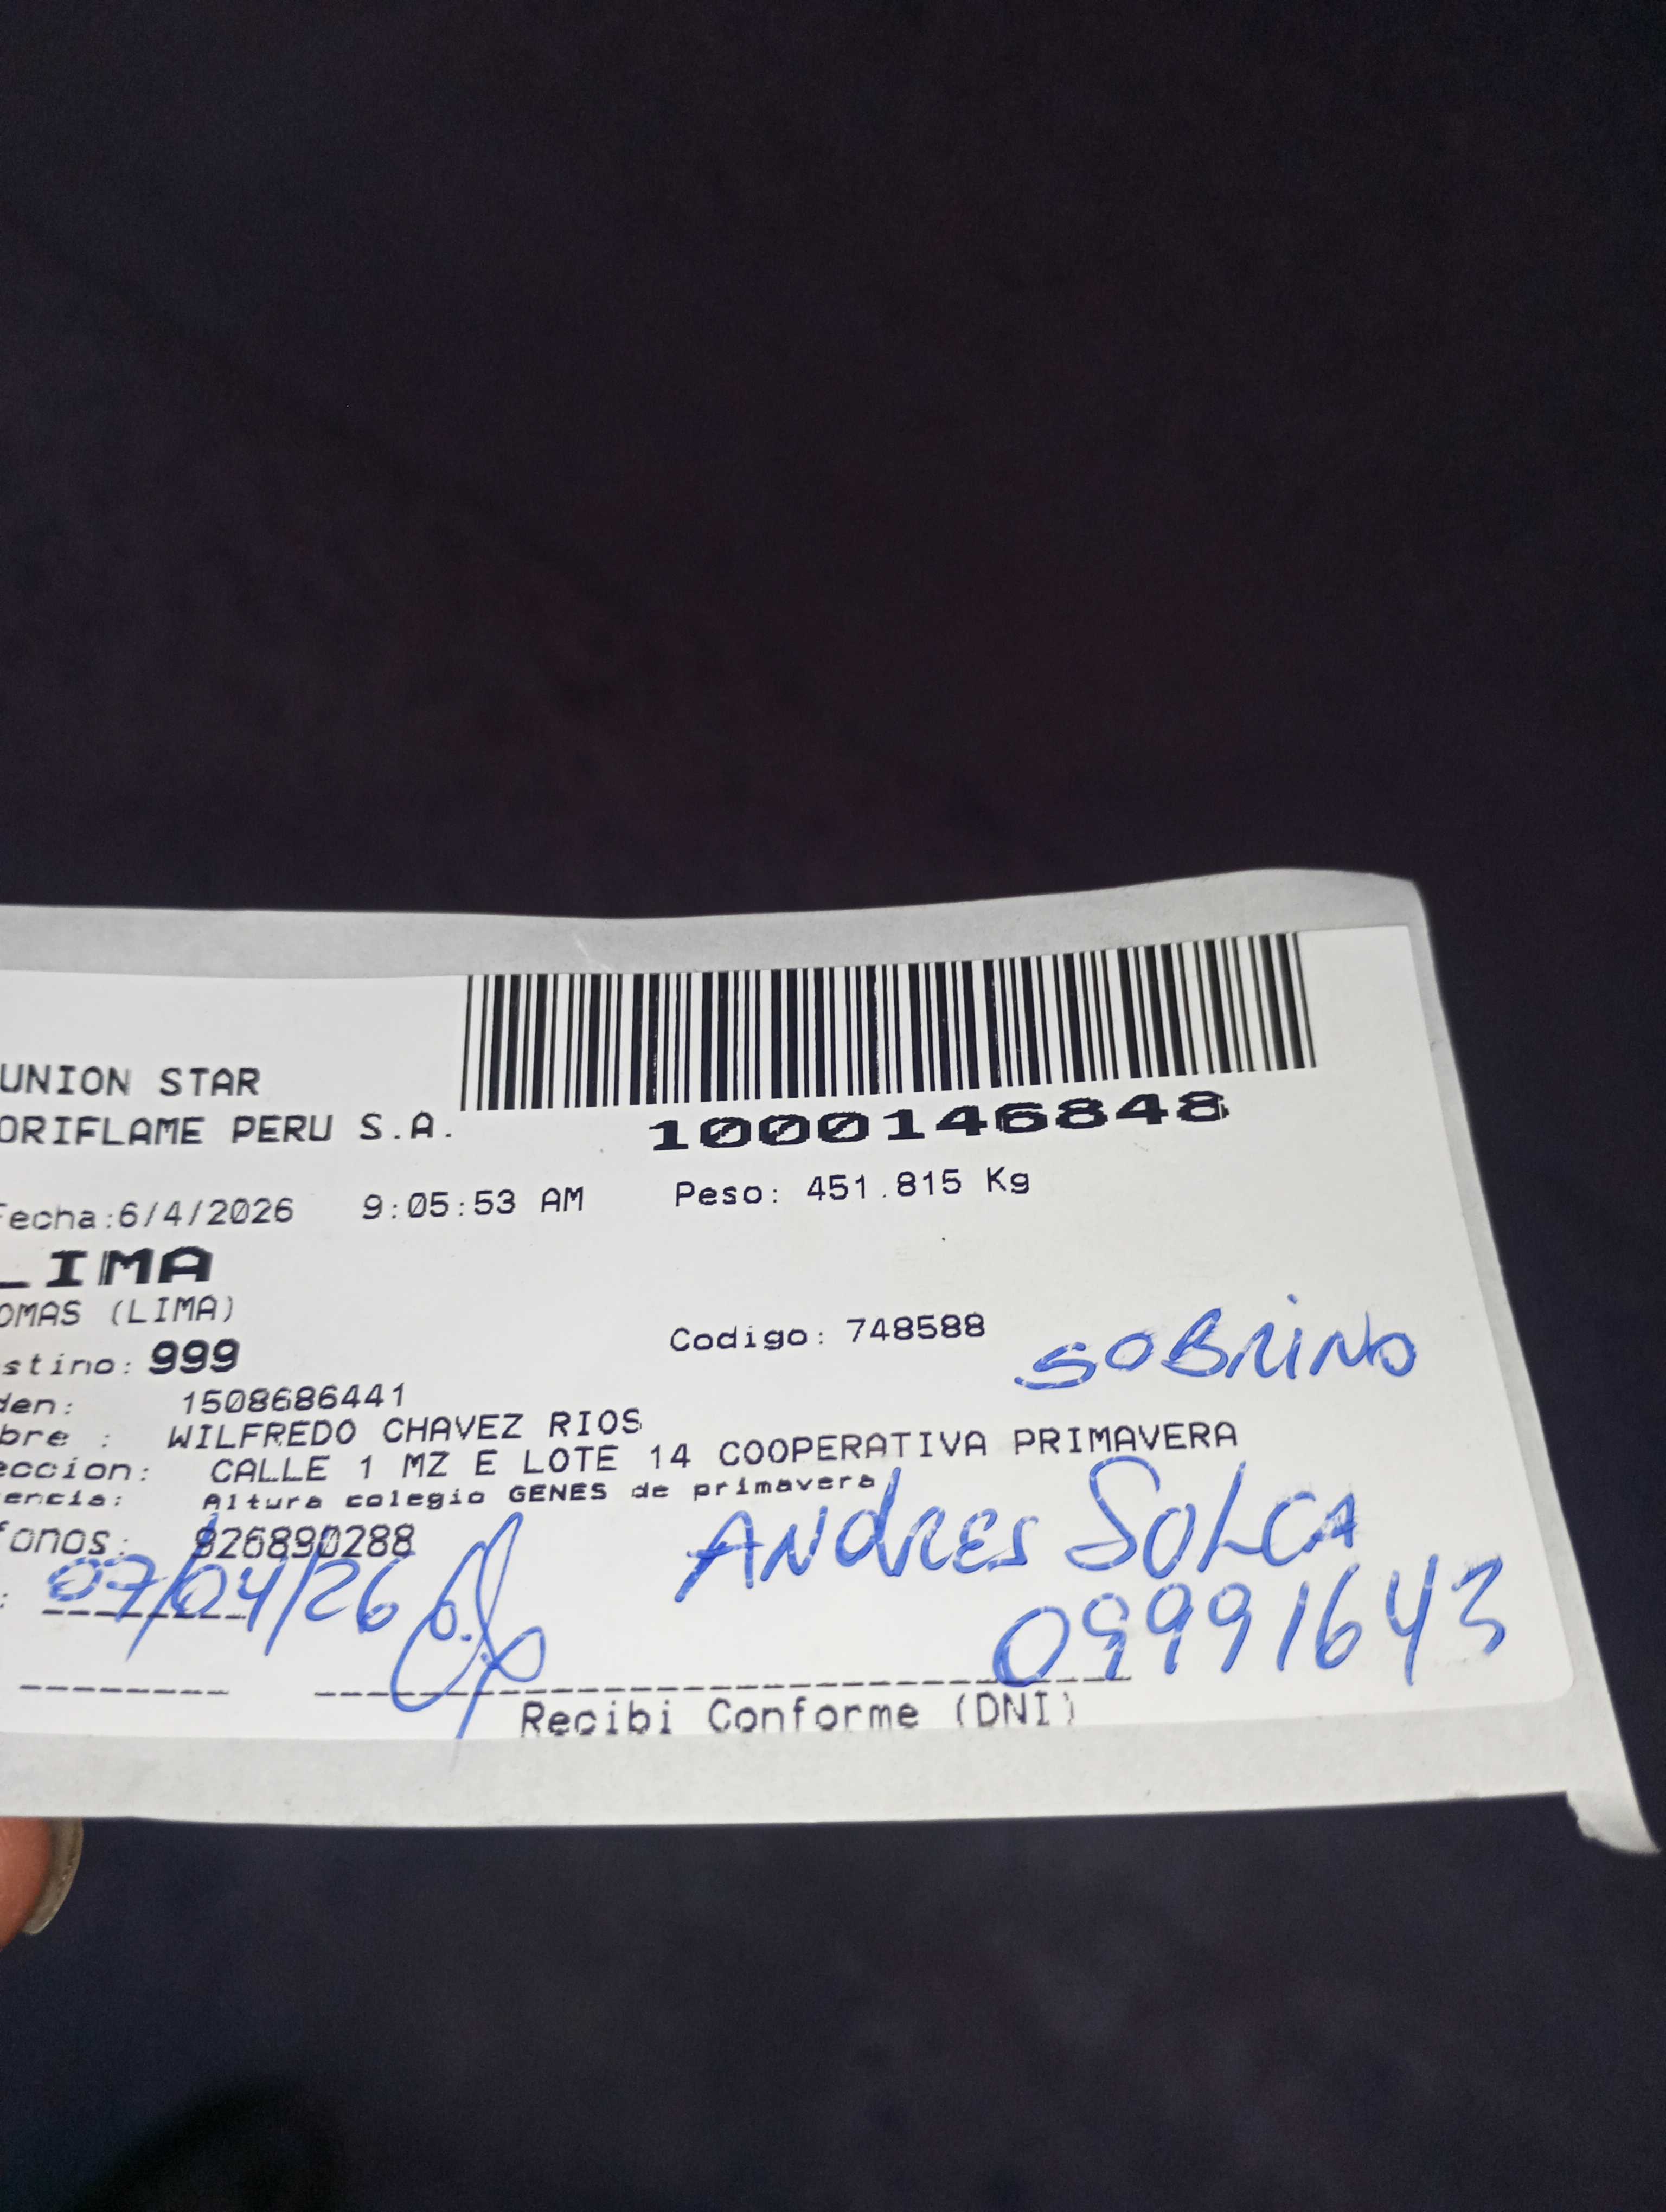 UNION STAR
ORIFLAME PERU S.A.
1000146848
Fecha:6/4/2026 9:05:53 AM Peso: 451.815 Kg
LIMA
OMAS (LIMA)
Codigo: 748588 SOBRINO
stino: 999
den: 1508686441
bre : WILFREDO CHAVEZ RIOS
eccion: CALLE 1 MZ E LOTE 14 COOPERATIVA PRIMAVERA
encia: Altura colegio GENES de primavera
fonos: 926890288
ANDRES SOLCA
: 07/04/26
09991643
Recibi Conforme (DNI)